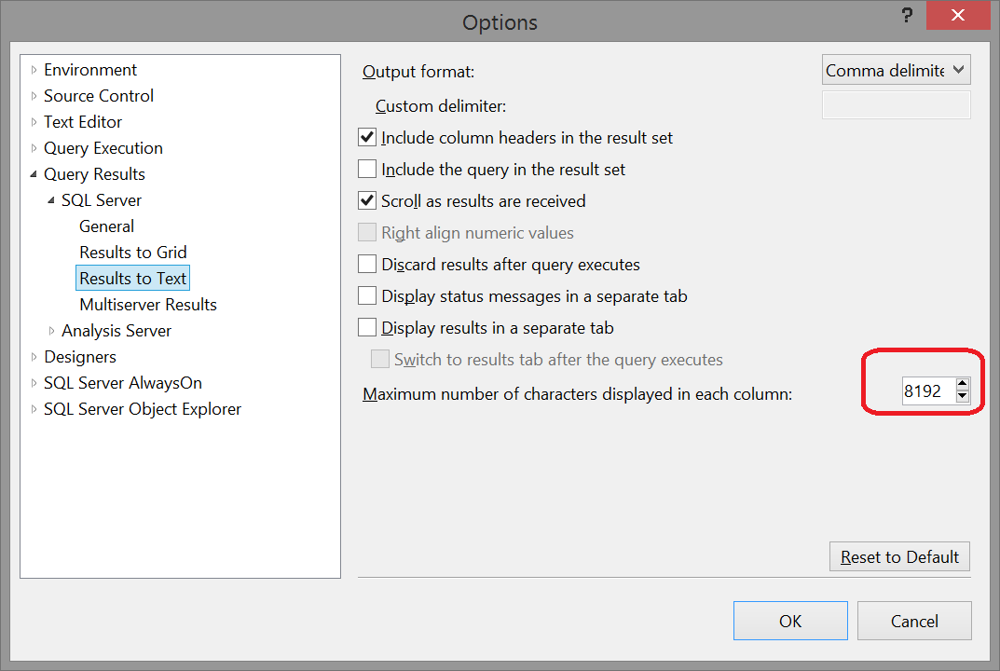 Options
?
Environment
Source Control
Text Editor
Query Execution
Query Results
SQL Server
General
Results to Grid
Results to Text
Multiserver Results
Analysis Server
Designers
SQL Server AlwaysOn
SQL Server Object Explorer
Output format: Comma delimite
Custom delimiter:
Include column headers in the result set
Include the query in the result set
Scroll as results are received
Right align numeric values
Discard results after query executes
Display status messages in a separate tab
Display results in a separate tab
Switch to results tab after the query executes
Maximum number of characters displayed in each column: 8192
Reset to Default
OK Cancel